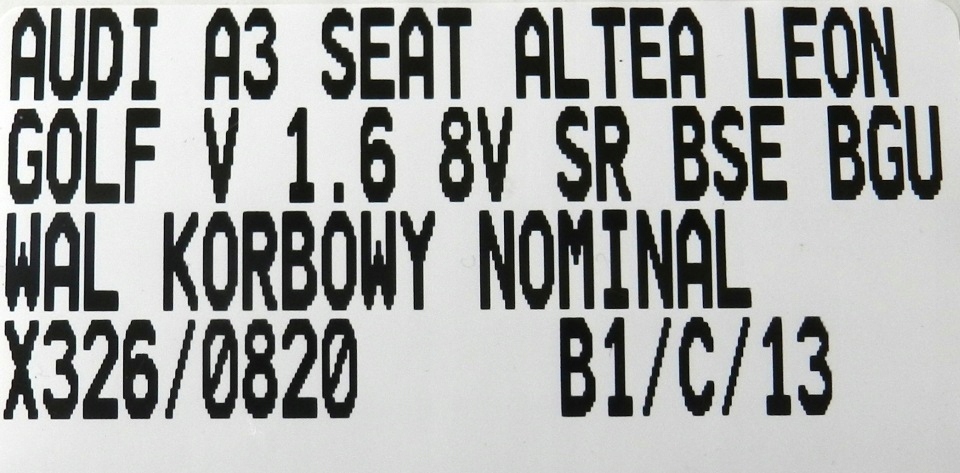 AUDI A3 SEAT ALTEA LEON
GOLF V 1.6 8V SR BSE BGU
WAL KORBOWY NOMINAL
X326/0820 B1/C/13